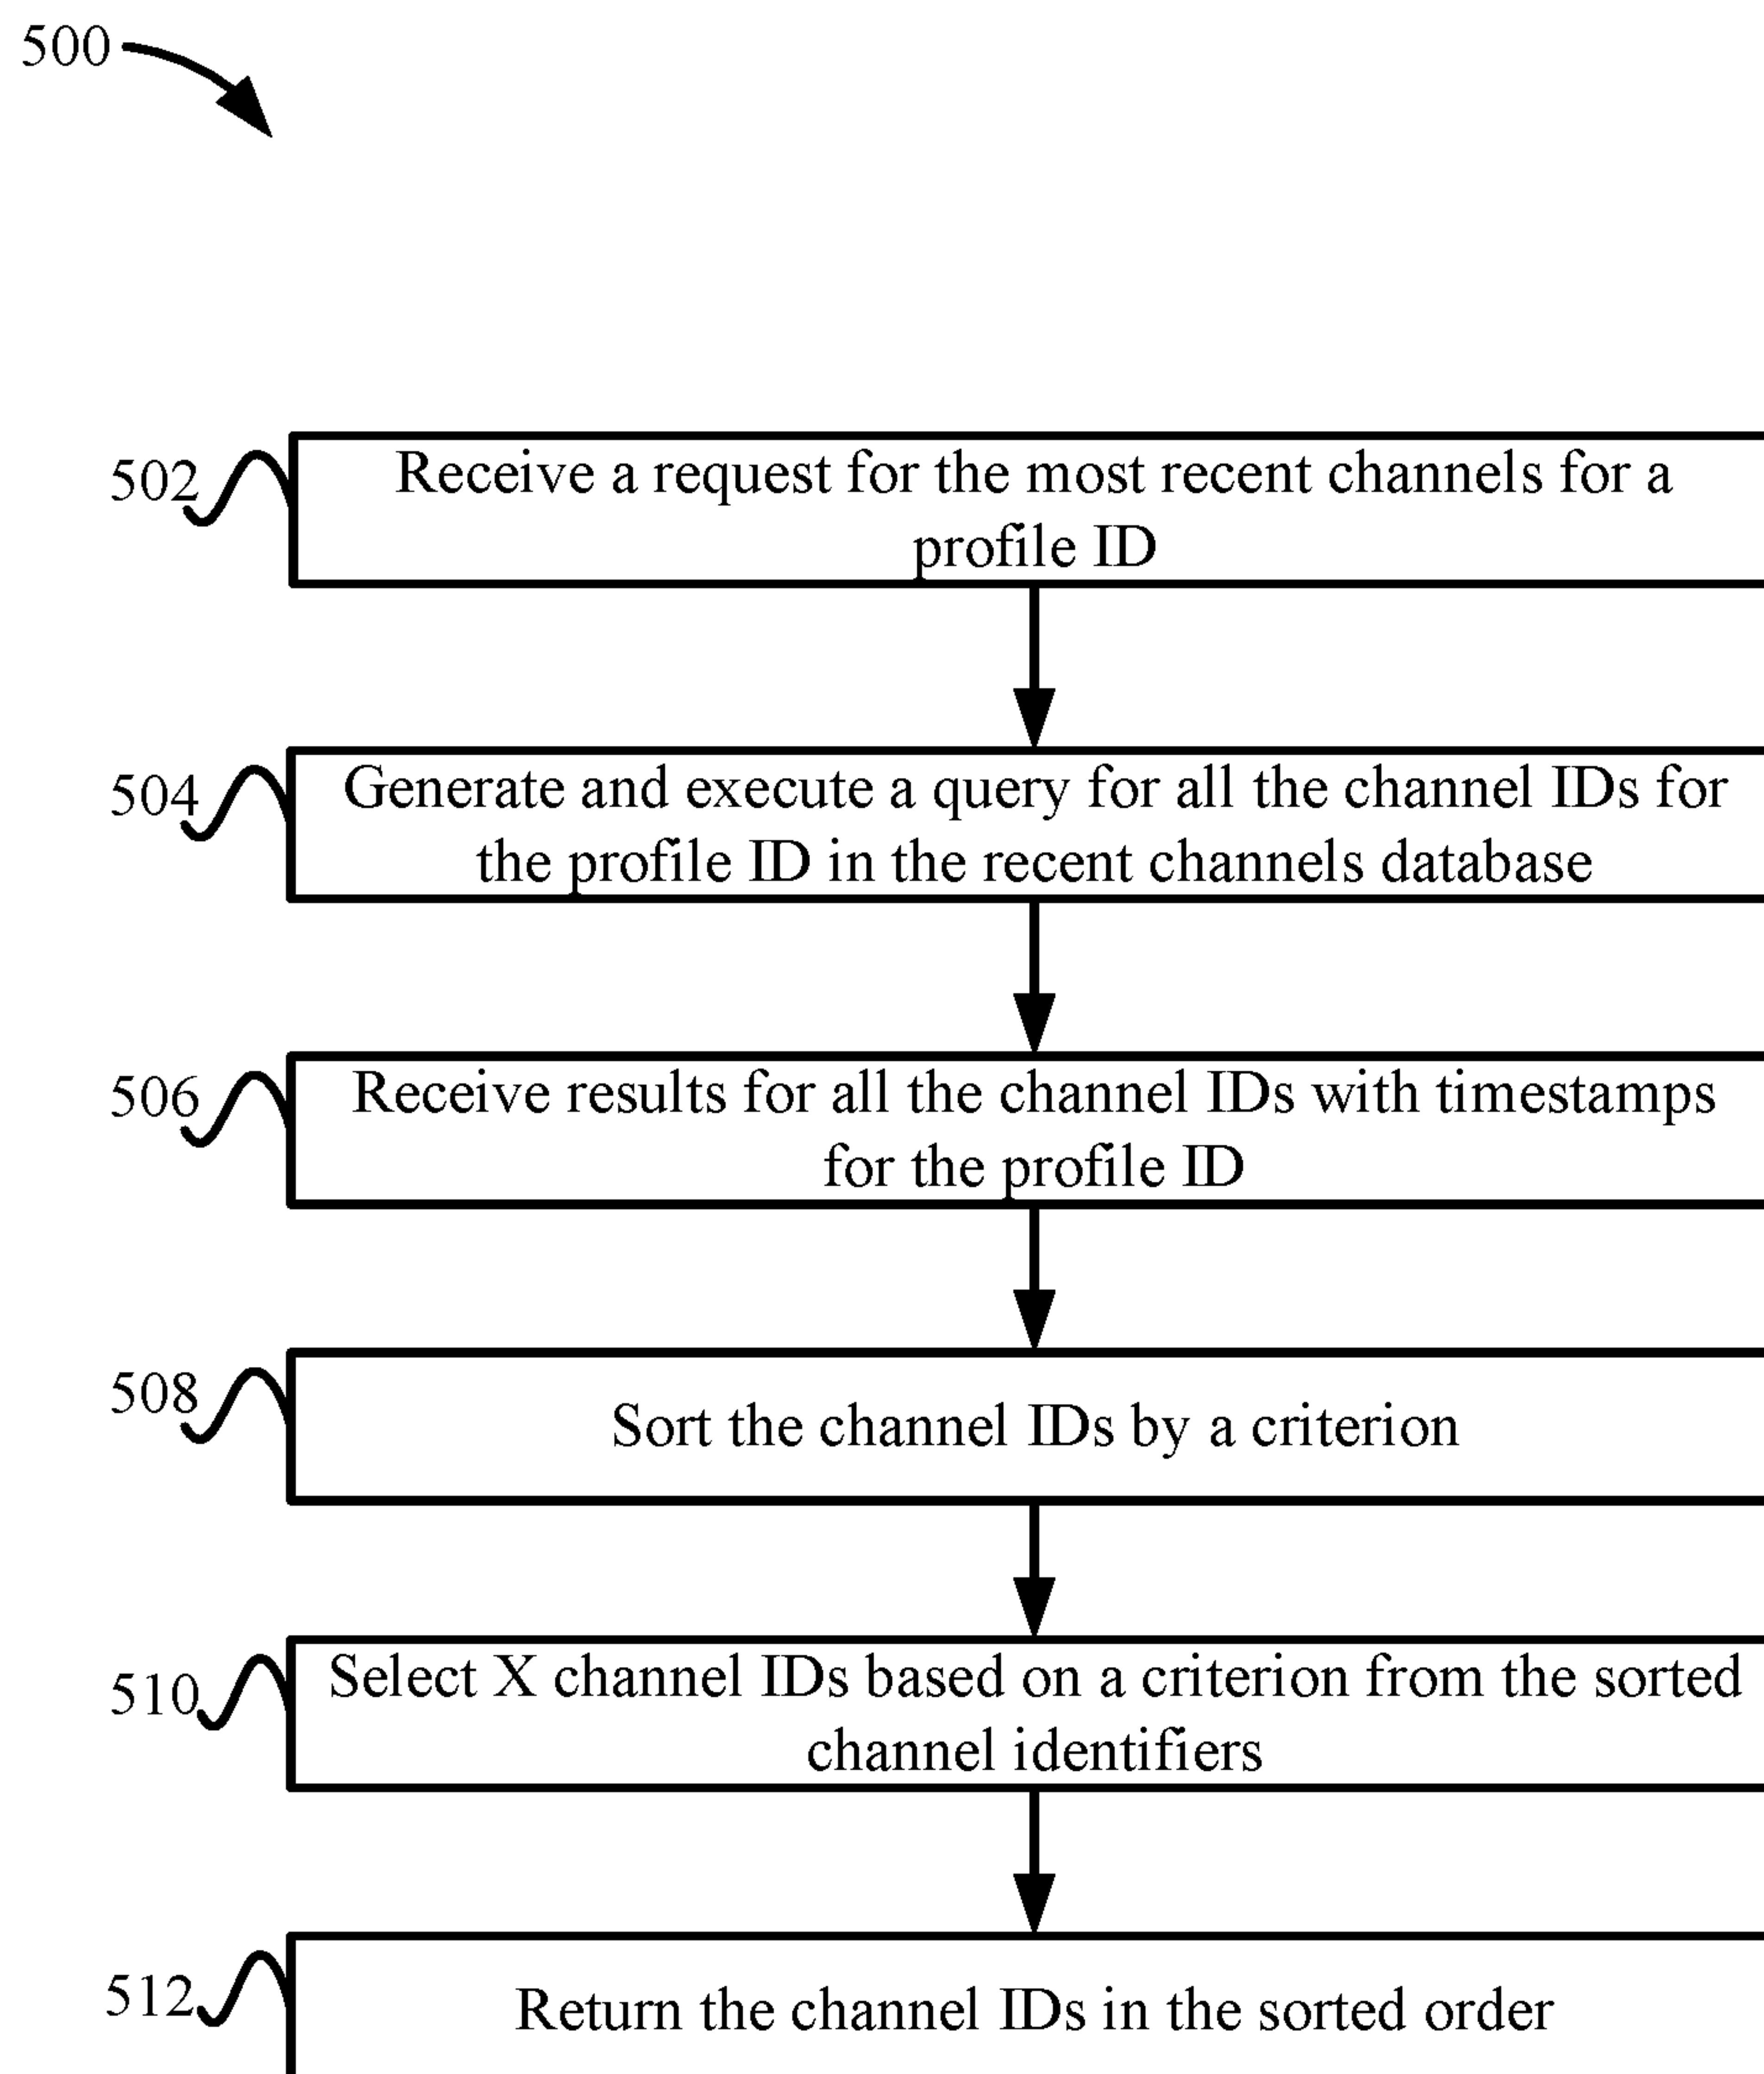 500
502
Receive a request for the most recent channels for a
profile ID
504
Generate and execute a query for all the channel IDs for
the profile ID in the recent channels database
506
Receive results for all the channel IDs with timestamps
for the profile ID
508
Sort the channel IDs by a criterion
510
Select X channel IDs based on a criterion from the sorted
channel identifiers
512
Return the channel IDs in the sorted order